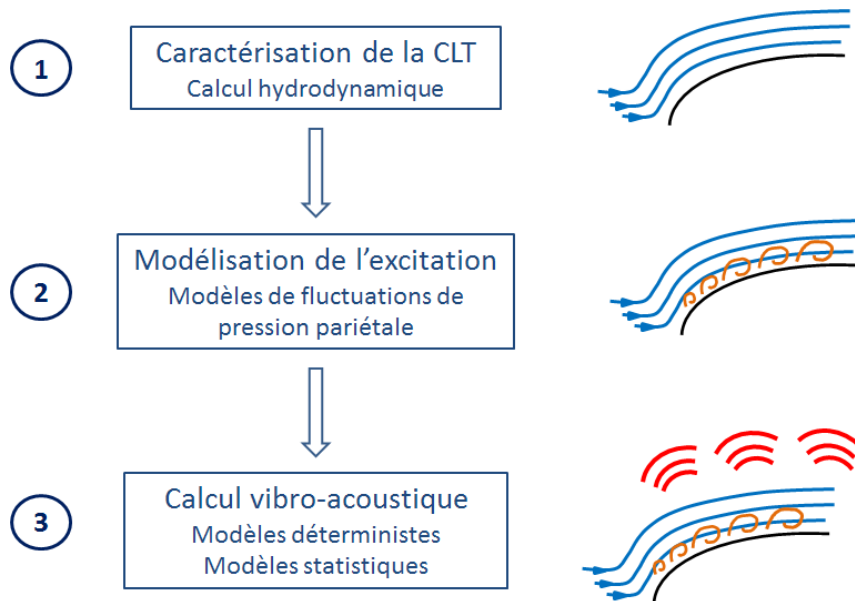 1
Caractérisation de la CLT
Calcul hydrodynamique
2
Modélisation de l'excitation
Modèles de fluctuations de
pression pariétale
3
Calcul vibro-acoustique
Modèles déterministes
Modèles statistiques